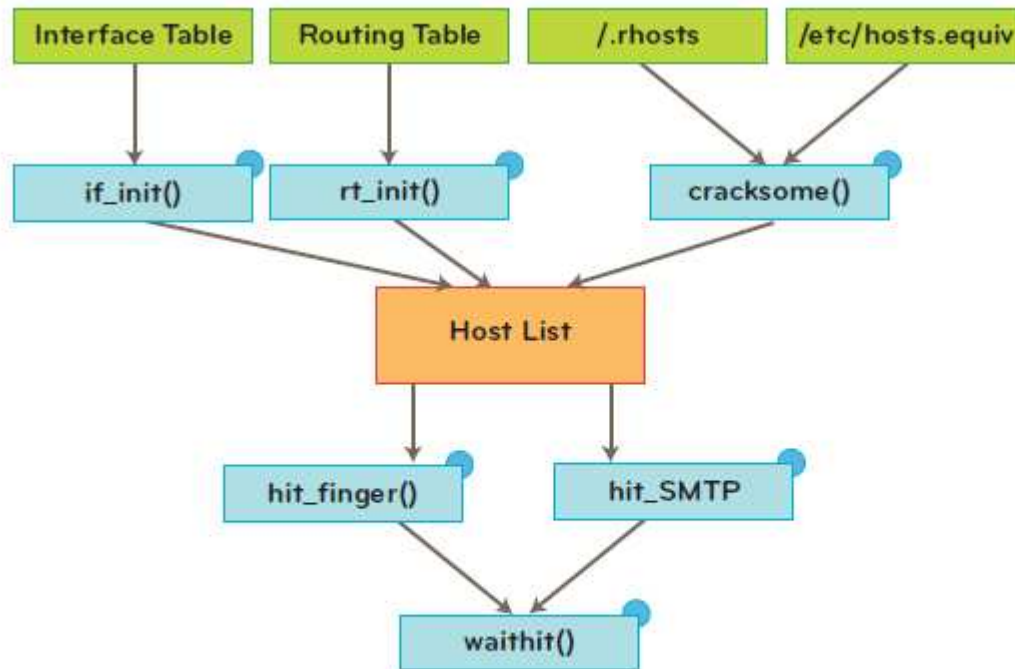 Interface Table
Routing Table
/.rhosts
/etc/hosts.equiv
if_init()
rt_init()
cracksome()
Host List
hit_finger()
hit_SMTP
waithit()